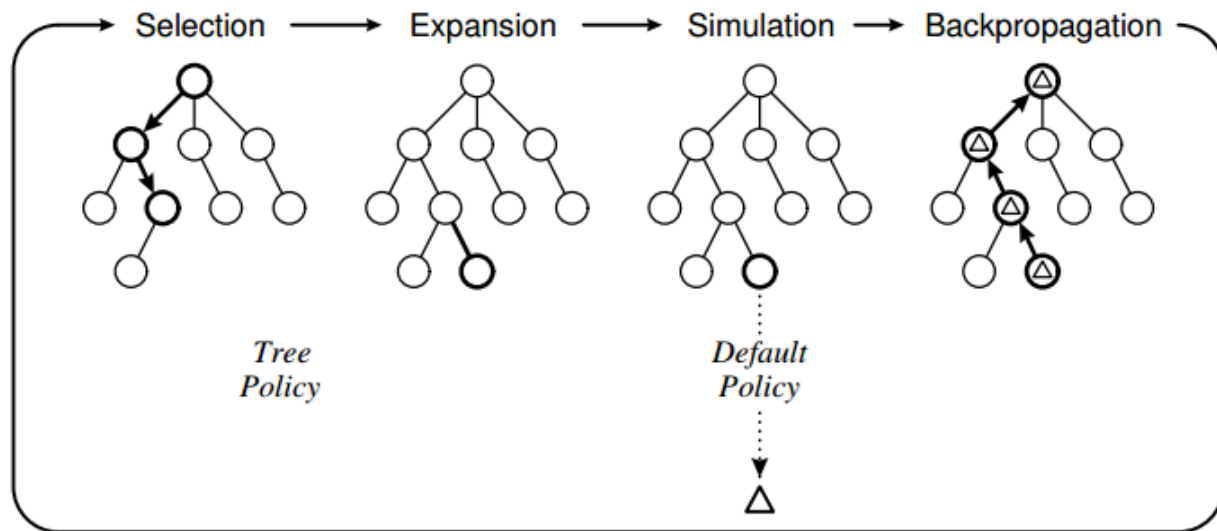 Selection Expansion Simulation Backpropagation
Tree Default
Policy Policy